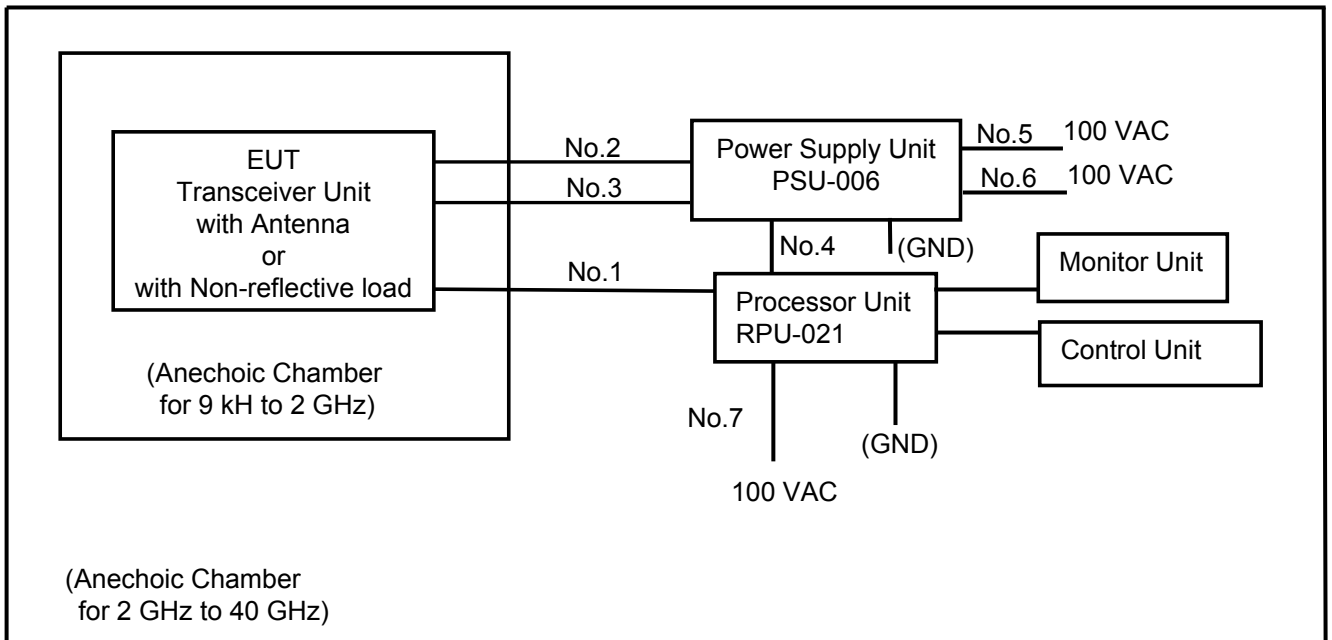 EUT
Transceiver Unit
with Antenna
or
with Non-reflective load
(Anechoic Chamber
for 9 kH to 2 GHz)
No.2
No.3
No.1
Power Supply Unit
PSU-006
No.5
100 VAC
No.6
100 VAC
No.4
(GND)
Processor Unit
RPU-021
Monitor Unit
Control Unit
No.7
(GND)
100 VAC
(Anechoic Chamber
for 2 GHz to 40 GHz)